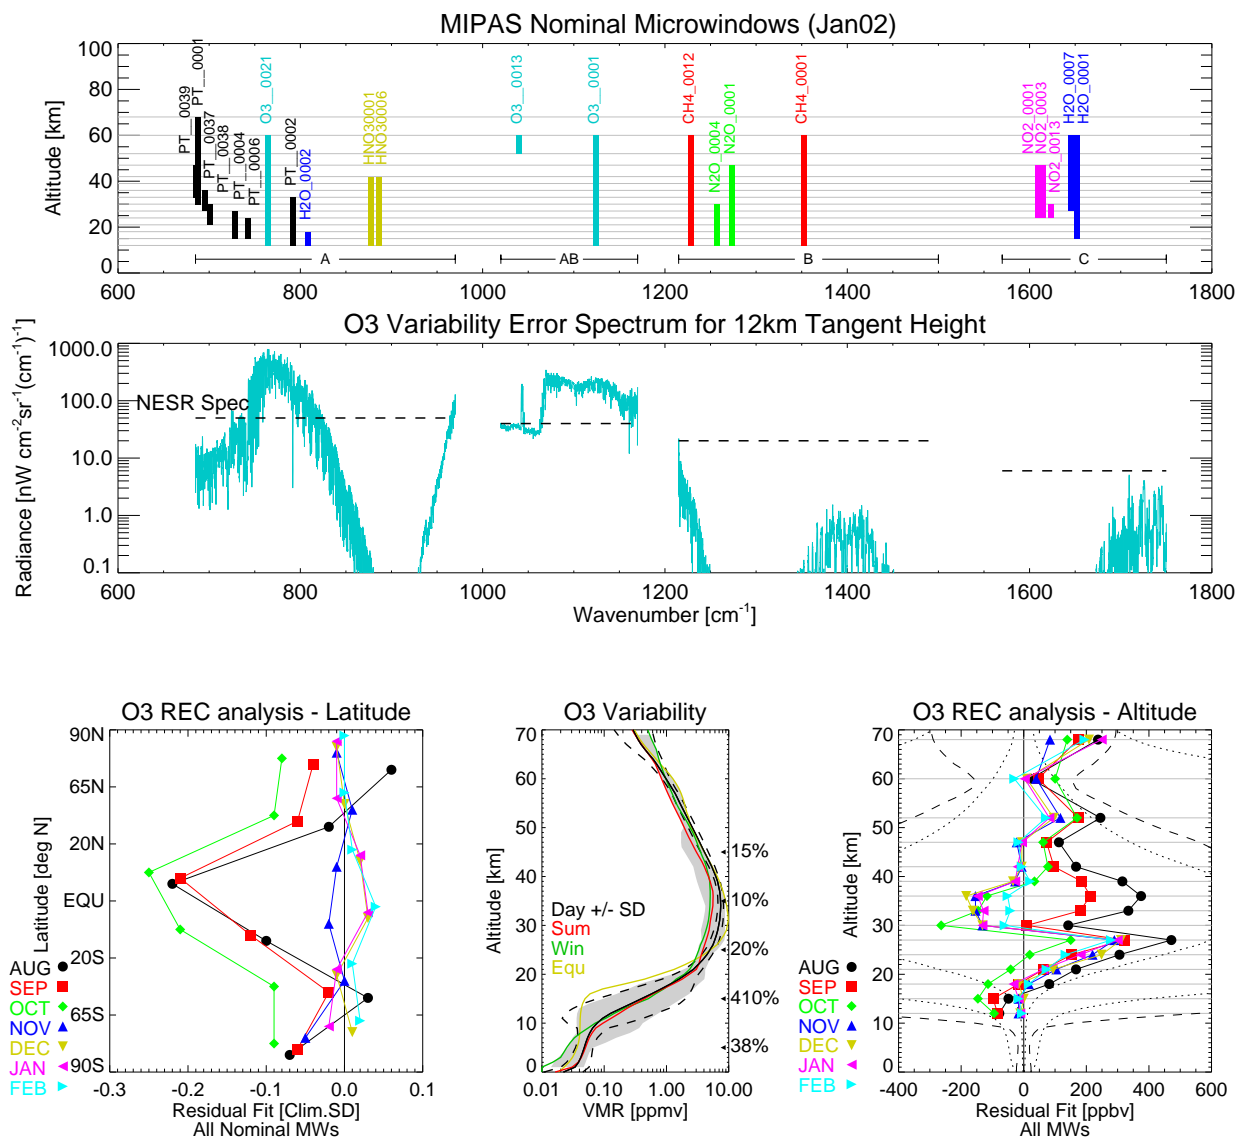 MIPAS Nominal Microwindows (Jan02)
Altitude [km]
100
80
60
40
20
0
PT__0039
PT__0001
PT__0037
PT__0038
PT__0004
PT__0006
O3__0021
PT__0002
H2O_0002
HNO30001
HNO30006
O3__0013
O3__0001
CH4_0012
N2O_0004
N2O_0001
CH4_0001
NO2_0001
NO2_0003
NO2_0013
H2O_0007
H2O_0001
A
AB
B
C
600 800 1000 1200 1400 1600 1800
O3 Variability Error Spectrum for 12km Tangent Height
Radiance [nW cm-2sr-1(cm-1)-1]
1000.0
100.0
10.0
1.0
0.1
NESR Spec
600 800 1000 1200 1400 1600 1800
Wavenumber [cm-1]
O3 REC analysis - Latitude
Latitude [deg N]
90N
65N
20N
EQU
20S
65S
90S
AUG
SEP
OCT
NOV
DEC
JAN
FEB
-0.3 -0.2 -0.1 0.0 0.1
Residual Fit [Clim.SD]
All Nominal MWs
O3 Variability
Altitude [km]
70
60
50
40
30
20
10
0
Day +/- SD
Sum
Win
Equ
15%
10%
20%
410%
38%
0.01 0.10 1.00 10.00
VMR [ppmv]
O3 REC analysis - Altitude
Altitude [km]
70
60
50
40
30
20
10
0
AUG
SEP
OCT
NOV
DEC
JAN
FEB
-400 -200 0 200 400 600
Residual Fit [ppbv]
All MWs